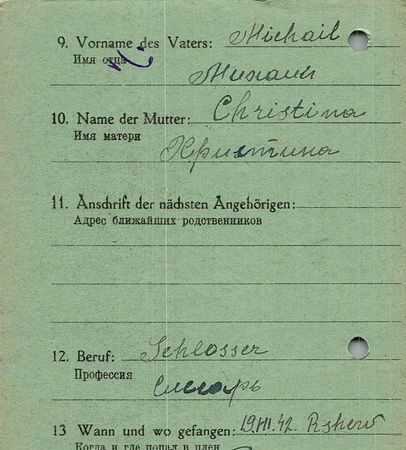 9. Vorname des Vaters: Michail
Имя отца
Михаил
10. Name der Mutter: Christina
Имя матери
Христина
11. Anschrift der nächsten Angehörigen:
Адрес ближайших родственников
12. Beruf: Schlosser
Профессия
Слесарь
13 Wann und wo gefangen: 42. Rshew
Когда и где попал в плен